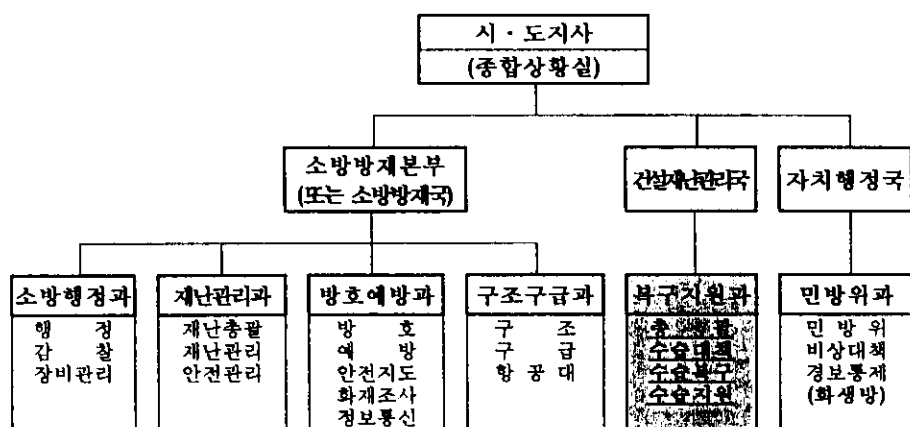 시 · 도지사
(종합상황실)
소방방재본부
(또는 소방방재국)
건설재난관리국
자치행정국
소방행정과
행 정
감 찰
장비관리
재난관리과
재난총괄
재난관리
안전관리
방호예방과
방 호
예 방
안전지도
화재조사
정보통신
구조구급과
구 조
구 급
항 공 대
복구지원과
수습대책
수습복구
수습지원
민방위과
민 방 위
비상대책
경보통제
(화생방)